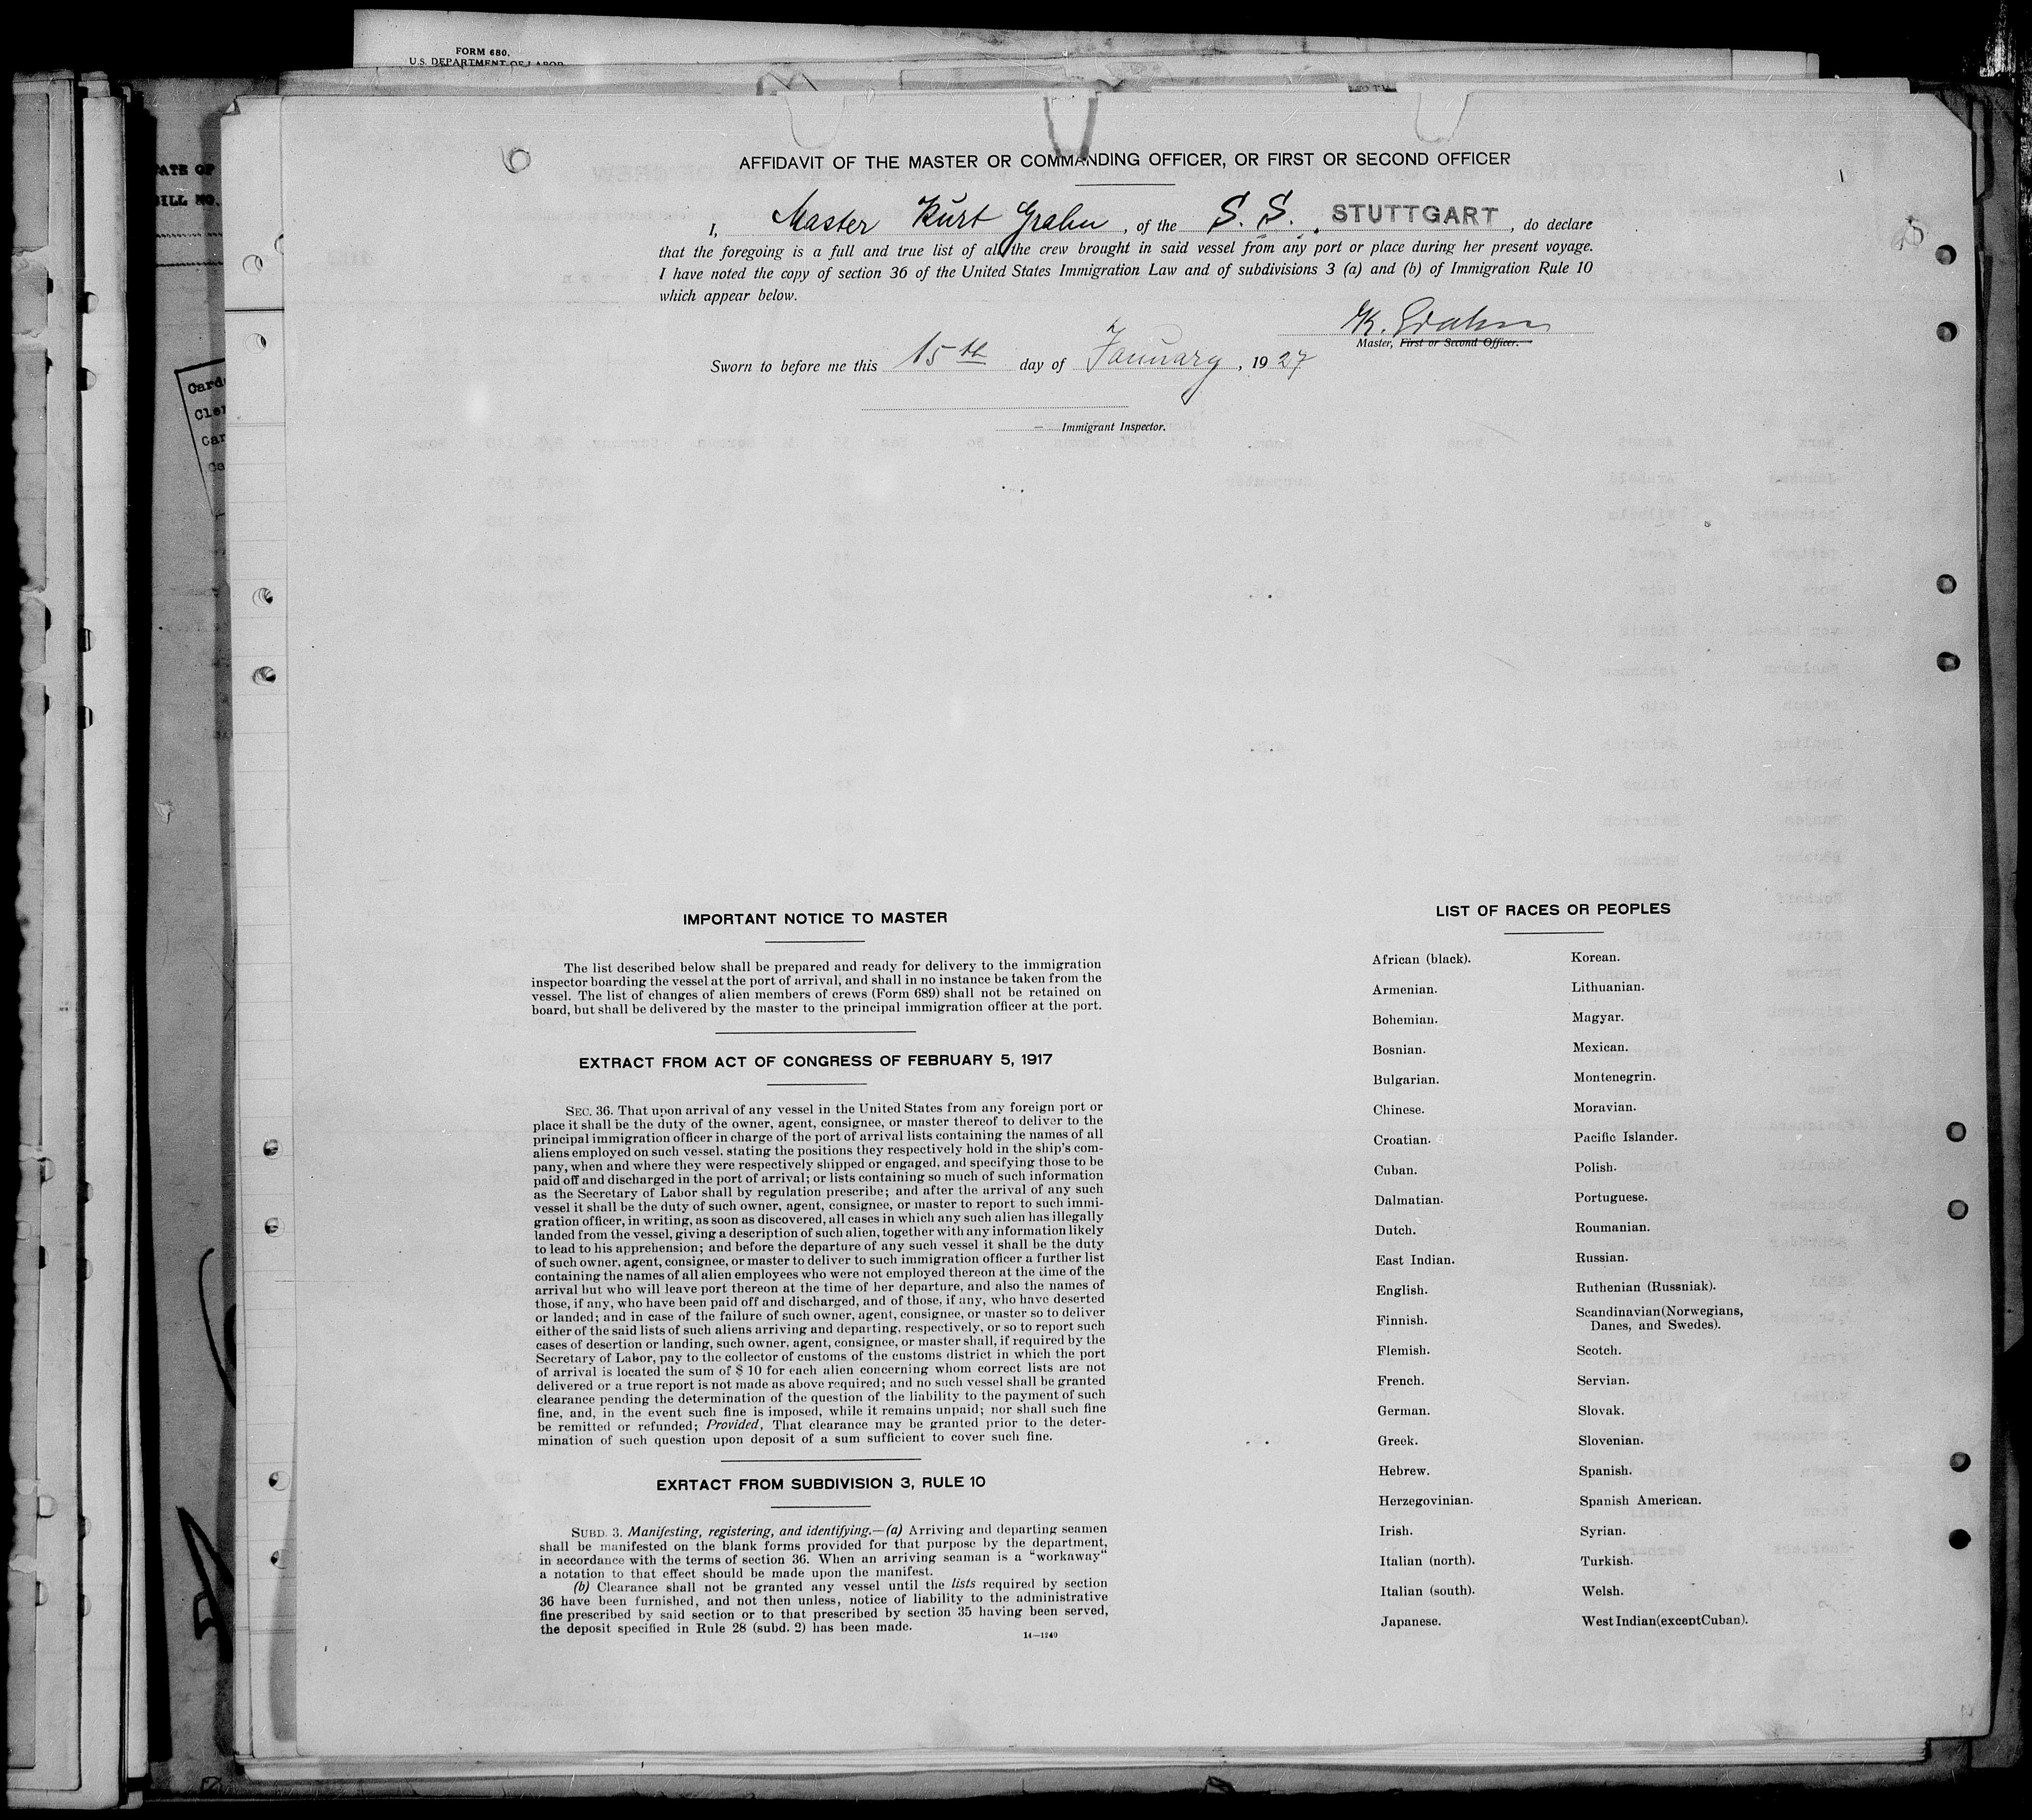 FORM 680.
U.S. DEPARTMENT OF LABOR
ATE OF
BILL NO.
6
AFFIDAVIT OF THE MASTER OR COMMANDING OFFICER, OR FIRST OR SECOND OFFICER
I, Master Kurt Grahn, of the S. S. STUTTGART, do declare
that the foregoing is a full and true list of all the crew brought in said vessel from any port or place during her present voyage.
I have noted the copy of section 36 of the United States Immigration Law and of subdivisions 3 (a) and (b) of Immigration Rule 10
which appear below.
K. Grahn
Master, First or Second Officer.
Sworn to before me this 15th day of January, 1927
Immigrant Inspector.
IMPORTANT NOTICE TO MASTER
The list described below shall be prepared and ready for delivery to the immigration
inspector boarding the vessel at the port of arrival, and shall in no instance be taken from the
vessel. The list of changes of alien members of crews (Form 689) shall not be retained on
board, but shall be delivered by the master to the principal immigration officer at the port.
EXTRACT FROM ACT OF CONGRESS OF FEBRUARY 5, 1917
SEC. 36. That upon arrival of any vessel in the United States from any foreign port or
place it shall be the duty of the owner, agent, consignee, or master thereof to deliver to the
principal immigration officer in charge of the port of arrival lists containing the names of all
aliens employed on such vessel, stating the positions they respectively hold in the ship's com-
pany, when and where they were respectively shipped or engaged, and specifying those to be
paid off and discharged in the port of arrival; or lists containing so much of such information
as the Secretary of Labor shall by regulation prescribe; and after the arrival of any such
vessel it shall be the duty of such owner, agent, consignee, or master to report to such immi-
gration officer, in writing, as soon as discovered, all cases in which any such alien has illegally
landed from the vessel, giving a description of such alien, together with any information likely
to lead to his apprehension; and before the departure of any such vessel it shall be the duty
of such owner, agent, consignee, or master to deliver to such immigration officer a further list
containing the names of all alien employees who were not employed thereon at the time of the
arrival but who will leave port thereon at the time of her departure, and also the names of
those, if any, who have been paid off and discharged, and of those, if any, who have deserted
or landed; and in case of the failure of such owner, agent, consignee, or master so to deliver
either of the said lists of such aliens arriving and departing, respectively, or so to report such
cases of desertion or landing, such owner, agent, consignee, or master shall, if required by the
Secretary of Labor, pay to the collector of customs of the customs district in which the port
of arrival is located the sum of $ 10 for each alien concerning whom correct lists are not
delivered or a true report is not made as above required; and no such vessel shall be granted
clearance pending the determination of the question of the liability to the payment of such
fine, and, in the event such fine is imposed, while it remains unpaid; nor shall such fine
be remitted or refunded; Provided, That clearance may be granted prior to the deter-
mination of such question upon deposit of a sum sufficient to cover such fine.
EXRTACT FROM SUBDIVISION 3, RULE 10
SUBD. 3. Manifesting, registering, and identifying.—(a) Arriving and departing seamen
shall be manifested on the blank forms provided for that purpose by the department,
in accordance with the terms of section 36. When an arriving seaman is a "workaway"
a notation to that effect should be made upon the manifest.
(b) Clearance shall not be granted any vessel until the lists required by section
36 have been furnished, and not then unless, notice of liability to the administrative
fine prescribed by said section or to that prescribed by section 35 having been served,
the deposit specified in Rule 28 (subd. 2) has been made.
14—1240
LIST OF RACES OR PEOPLES
African (black).
Armenian.
Bohemian.
Bosnian.
Bulgarian.
Chinese.
Croatian.
Cuban.
Dalmatian.
Dutch.
East Indian.
English.
Finnish.
Flemish.
French.
German.
Greek.
Hebrew.
Herzegovinian.
Irish.
Italian (north).
Italian (south).
Japanese.
Korean.
Lithuanian.
Magyar.
Mexican.
Montenegrin.
Moravian.
Pacific Islander.
Polish.
Portuguese.
Roumanian.
Russian.
Ruthenian (Russniak).
Scandinavian (Norwegians,
Danes, and Swedes).
Scotch.
Servian.
Slovak.
Slovenian.
Spanish.
Spanish American.
Syrian.
Turkish.
Welsh.
West Indian (except Cuban).